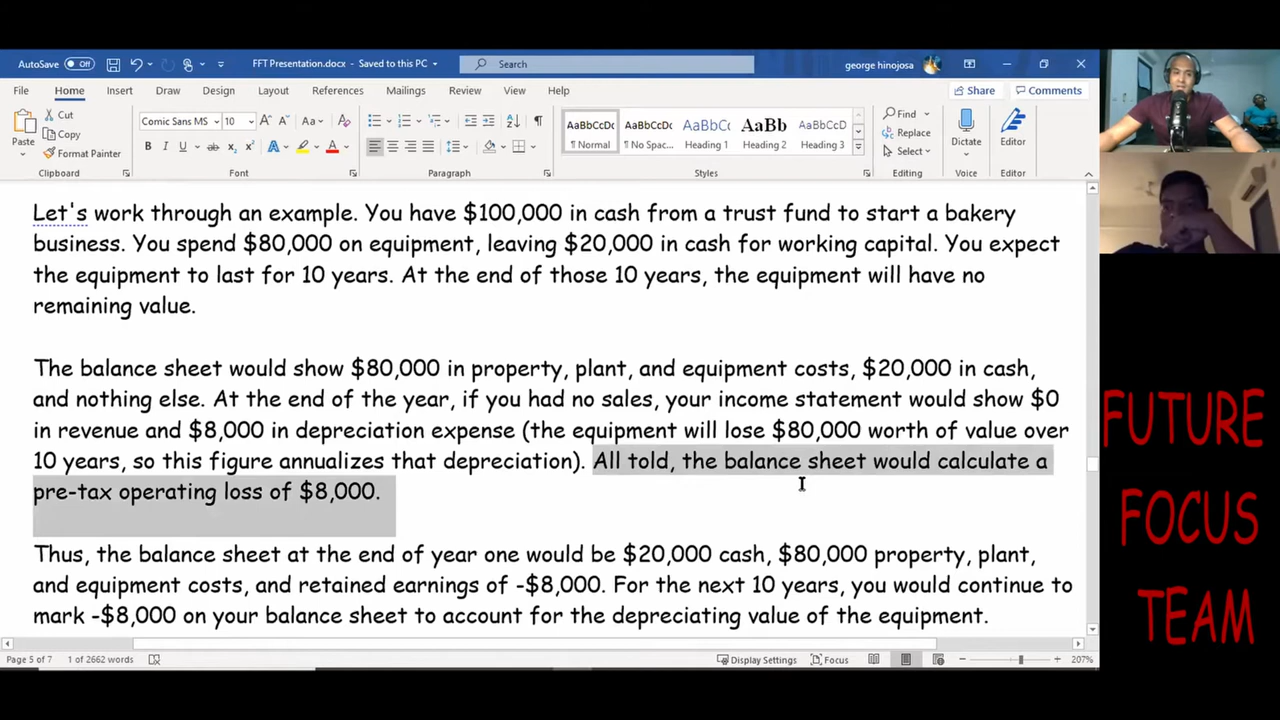 AutoSave Off FFT Presentation.docx - Saved to this PC Search george hinojosa
File Home Insert Draw Design Layout References Mailings Review View Help Share Comments
Paste Cut Copy Format Painter
Clipboard
Comic Sans MS 10
Font
Paragraph
AaBbCcDc AaBbCcDc AaBbC AaBb AaBbCcD
¶ Normal ¶ No Spac... Heading 1 Heading 2 Heading 3
Styles
Find
Replace
Select
Editing
Dictate
Voice
Editor
Editor
Let's work through an example. You have $100,000 in cash from a trust fund to start a bakery
business. You spend $80,000 on equipment, leaving $20,000 in cash for working capital. You expect
the equipment to last for 10 years. At the end of those 10 years, the equipment will have no
remaining value.
The balance sheet would show $80,000 in property, plant, and equipment costs, $20,000 in cash,
and nothing else. At the end of the year, if you had no sales, your income statement would show $0
in revenue and $8,000 in depreciation expense (the equipment will lose $80,000 worth of value over
10 years, so this figure annualizes that depreciation). All told, the balance sheet would calculate a
pre-tax operating loss of $8,000.
Thus, the balance sheet at the end of year one would be $20,000 cash, $80,000 property, plant,
and equipment costs, and retained earnings of -$8,000. For the next 10 years, you would continue to
mark -$8,000 on your balance sheet to account for the depreciating value of the equipment.
Page 5 of 7 1 of 2662 words Display Settings Focus 207%
FUTURE
FOCUS
TEAM